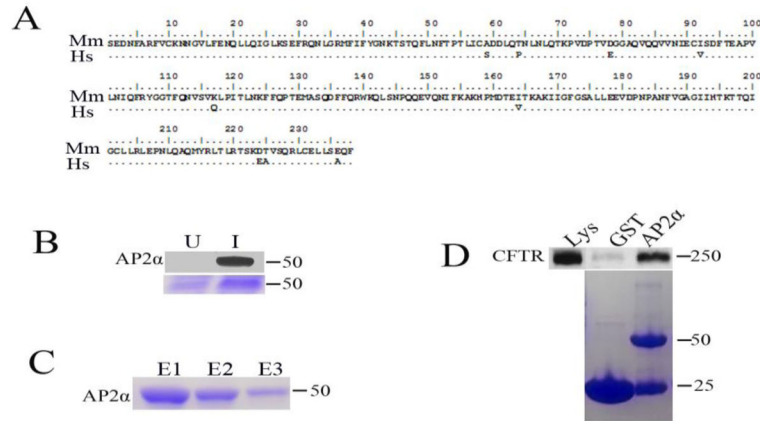 A
10 20 30 40 50 60 70 80 90 100
Mm SEDNFARFVCKNNGVLFENQLLQIGLKSEFRQNLGRMFIFYGNKTSTQFLNFTPTLICADDLQTNLNLQTKPVDPTVDGGAQVQQVVNIECISDFTEAPV
Hs ..........................................................S....P.............E.............V........
110 120 130 140 150 160 170 180 190 200
Mm LNIQFRYGGTFQNVSVKLPITLNKFFQPTEMASQDFFQRWKQLSNPQQEVQNIFKAKHPMDTEITKAKIIGFGSALLEEVDPNPANFVGAGIIHTKTTQI
Hs ................Q..............................................V....................................
210 220 230
Mm GCLLRLEPNLQAQMYRLTLRTSKDTVSQRLCELLSEQF
Hs .......................EA..........A..
B
U I
AP2α 50
50
C
E1 E2 E3
AP2α 50
D
Lys GST AP2α
CFTR 250
50
25